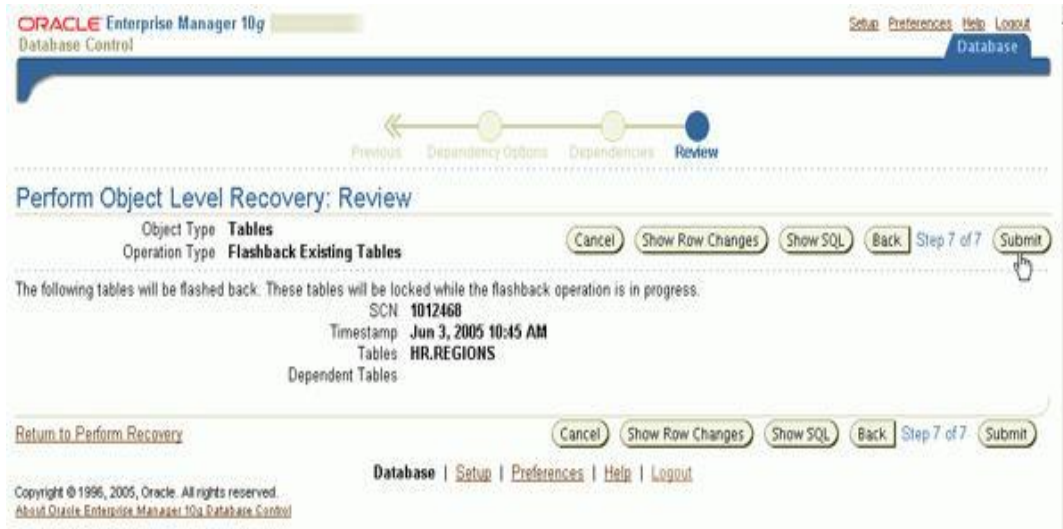 ORACLE Enterprise Manager 10g
Database Control
Setup Preferences Help Logout
Database
Previous Dependency Options Dependencies Review
Perform Object Level Recovery: Review
Object Type Tables
Operation Type Flashback Existing Tables
Cancel Show Row Changes Show SQL Back Step 7 of 7 Submit
The following tables will be flashed back. These tables will be locked while the flashback operation is in progress.
SCN 1012468
Timestamp Jun 3, 2005 10:45 AM
Tables HR.REGIONS
Dependent Tables
Return to Perform Recovery
Cancel Show Row Changes Show SQL Back Step 7 of 7 Submit
Database | Setup | Preferences | Help | Logout
Copyright © 1996, 2005, Oracle. All rights reserved.
About Oracle Enterprise Manager 10g Database Control